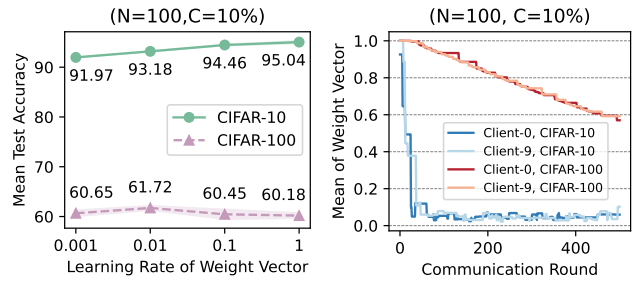 (N=100,C=10%)
Mean Test Accuracy
90
80
70
60
91.97
93.18
94.46
95.04
CIFAR-10
CIFAR-100
60.65
61.72
60.45
60.18
0.001
0.01
0.1
1
Learning Rate of Weight Vector
(N=100, C=10%)
Mean of Weight Vector
1.0
0.8
0.6
0.4
0.2
0.0
Client-0, CIFAR-10
Client-9, CIFAR-10
Client-0, CIFAR-100
Client-9, CIFAR-100
0
200
400
Communication Round